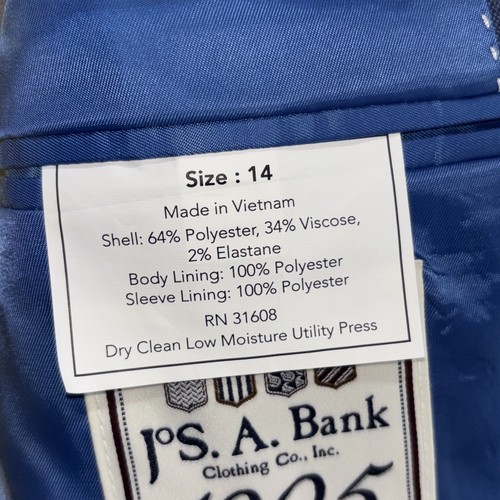 Size : 14
Made in Vietnam
Shell: 64% Polyester, 34% Viscose,
2% Elastane
Body Lining: 100% Polyester
Sleeve Lining: 100% Polyester
RN 31608
Dry Clean Low Moisture Utility Press
JoS. A. Bank
Clothing Co., Inc.